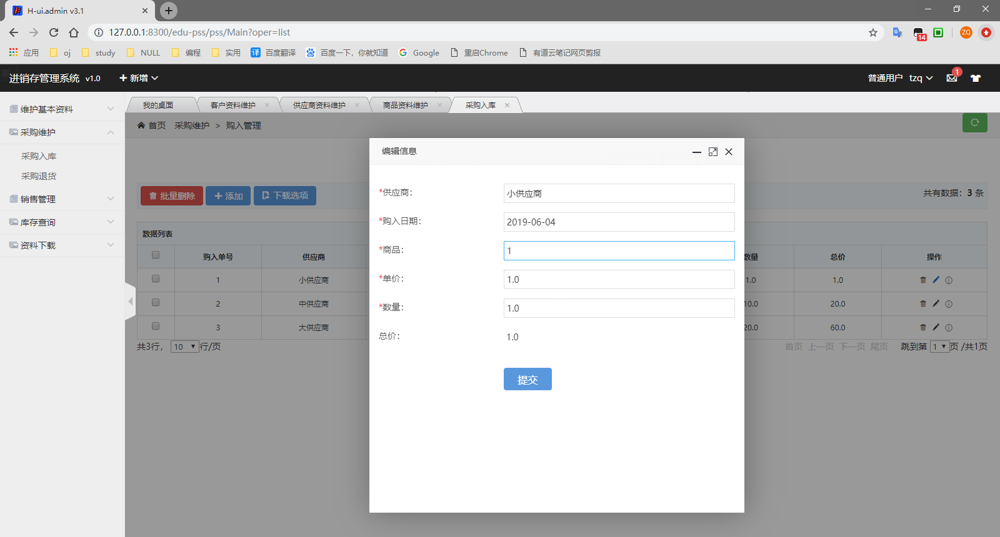 H-ui.admin v3.1
127.0.0.1:8300/edu-pss/pss/Main?oper=list
14
ZQ
应用 oj study NULL 编程 实用 译 百度翻译 百度一下，你就知道 Google 重启Chrome 有道云笔记网页剪报
进销存管理系统 v1.0 新增 普通用户 tzq 1
维护基本资料
采购维护
采购入库
采购退货
销售管理
库存查询
资料下载
我的桌面 客户资料维护 供应商资料维护 商品资料维护 采购入库
首页 采购维护 > 购入管理
批量删除 添加 下载选项 共有数据：3 条
数据列表
购入单号 供应商 数量 总价 操作
1 小供应商 1.0 1.0
2 中供应商 10.0 20.0
3 大供应商 20.0 60.0
共3行， 10 行/页 首页 上一页 下一页 尾页 跳到第 1 页 /共1页
编辑信息
*供应商： 小供应商
*购入日期： 2019-06-04
*商品： 1
*单价： 1.0
*数量： 1.0
总价： 1.0
提交